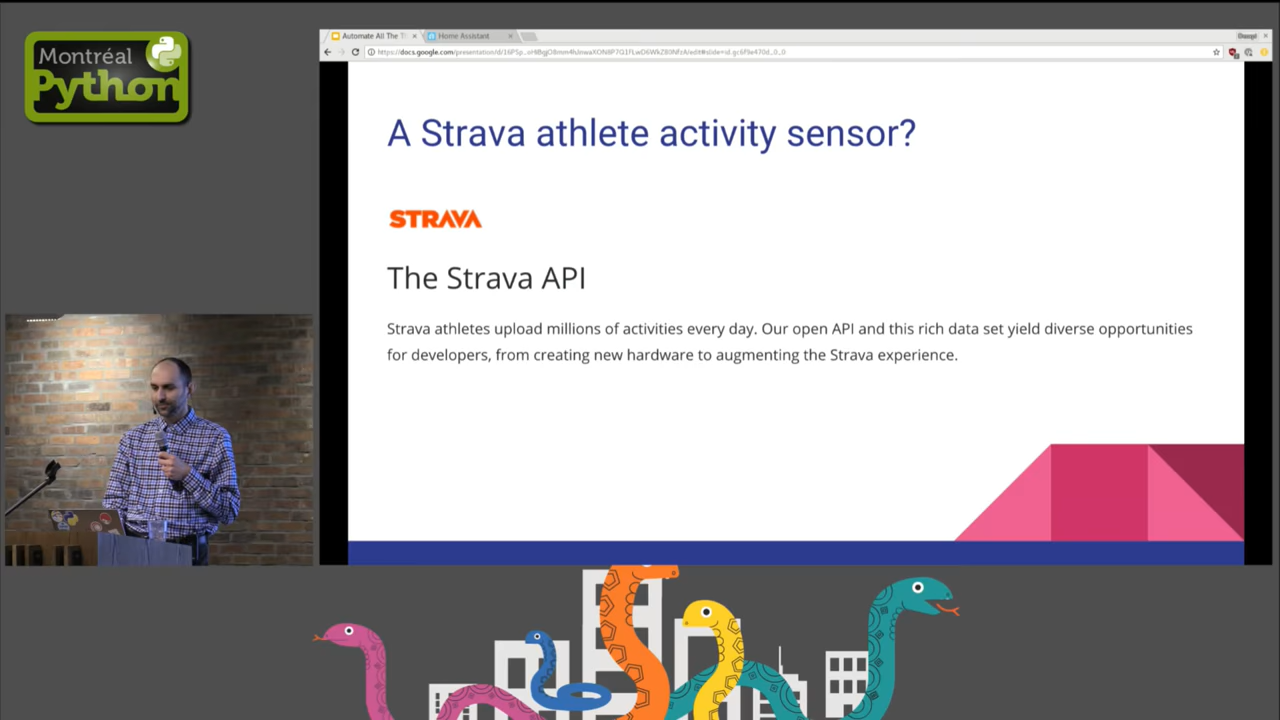 Montréal
Python
Automate All The T
Home Assistant
A Strava athlete activity sensor?
STRAVA
The Strava API
Strava athletes upload millions of activities every day. Our open API and this rich data set yield diverse opportunities
for developers, from creating new hardware to augmenting the Strava experience.